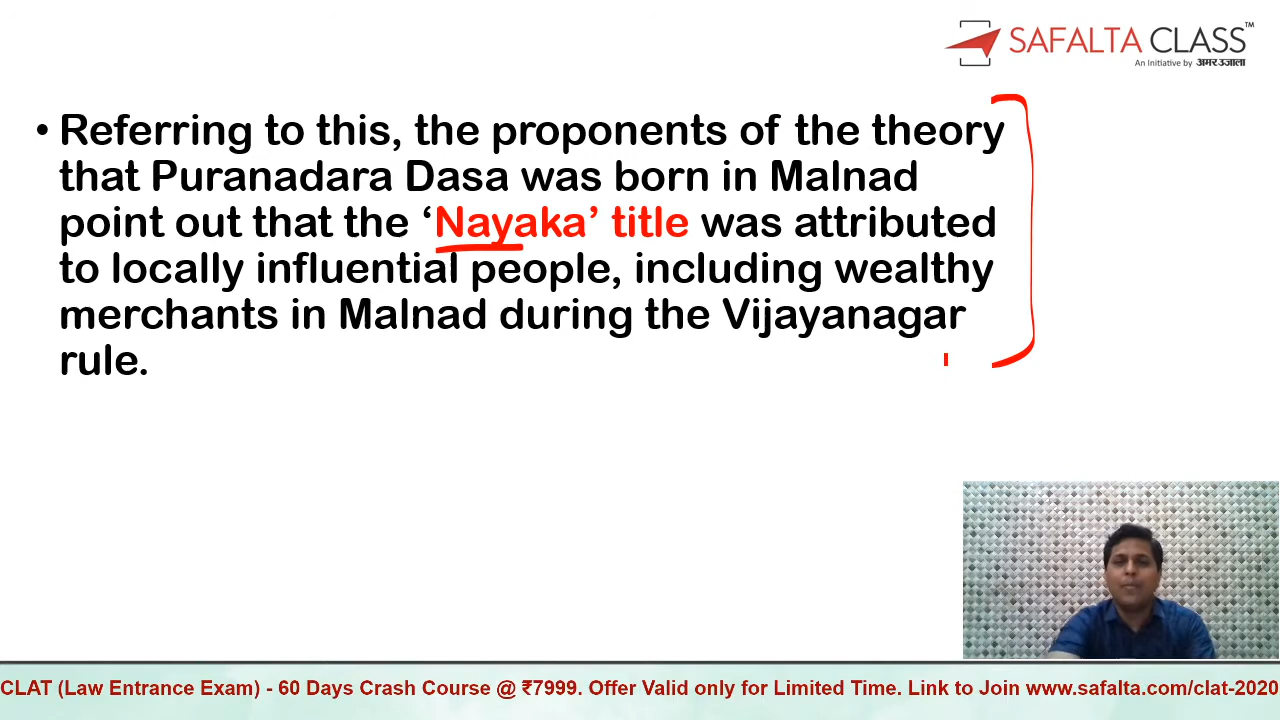 SAFALTA CLASS™
An Initiative by अमर उजाला
• Referring to this, the proponents of the theory
that Puranadara Dasa was born in Malnad
point out that the ‘Nayaka’ title was attributed
to locally influential people, including wealthy
merchants in Malnad during the Vijayanagar
rule.
CLAT (Law Entrance Exam) - 60 Days Crash Course @ ₹7999. Offer Valid only for Limited Time. Link to Join www.safalta.com/clat-2020